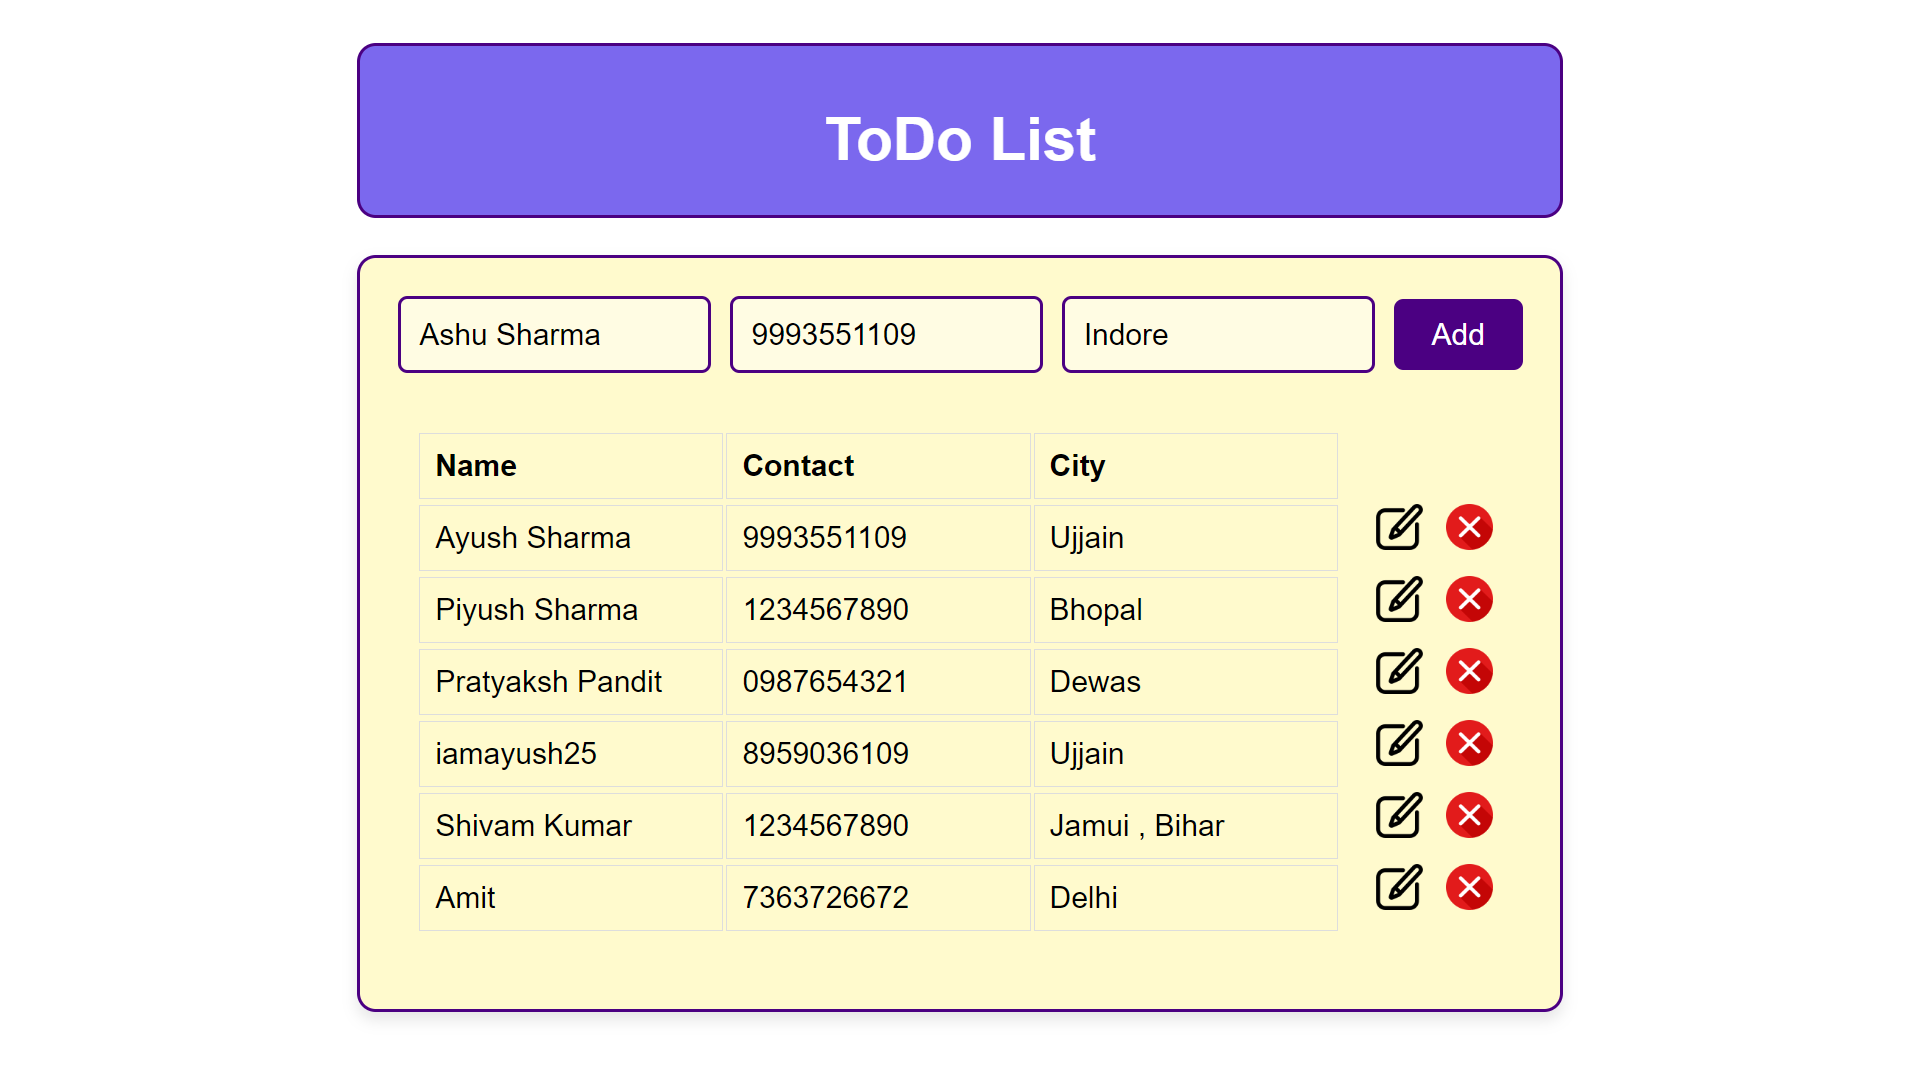 ToDo List
Ashu Sharma 9993551109 Indore Add
Name Contact City
Ayush Sharma 9993551109 Ujjain
Piyush Sharma 1234567890 Bhopal
Pratyaksh Pandit 0987654321 Dewas
iamayush25 8959036109 Ujjain
Shivam Kumar 1234567890 Jamui , Bihar
Amit 7363726672 Delhi